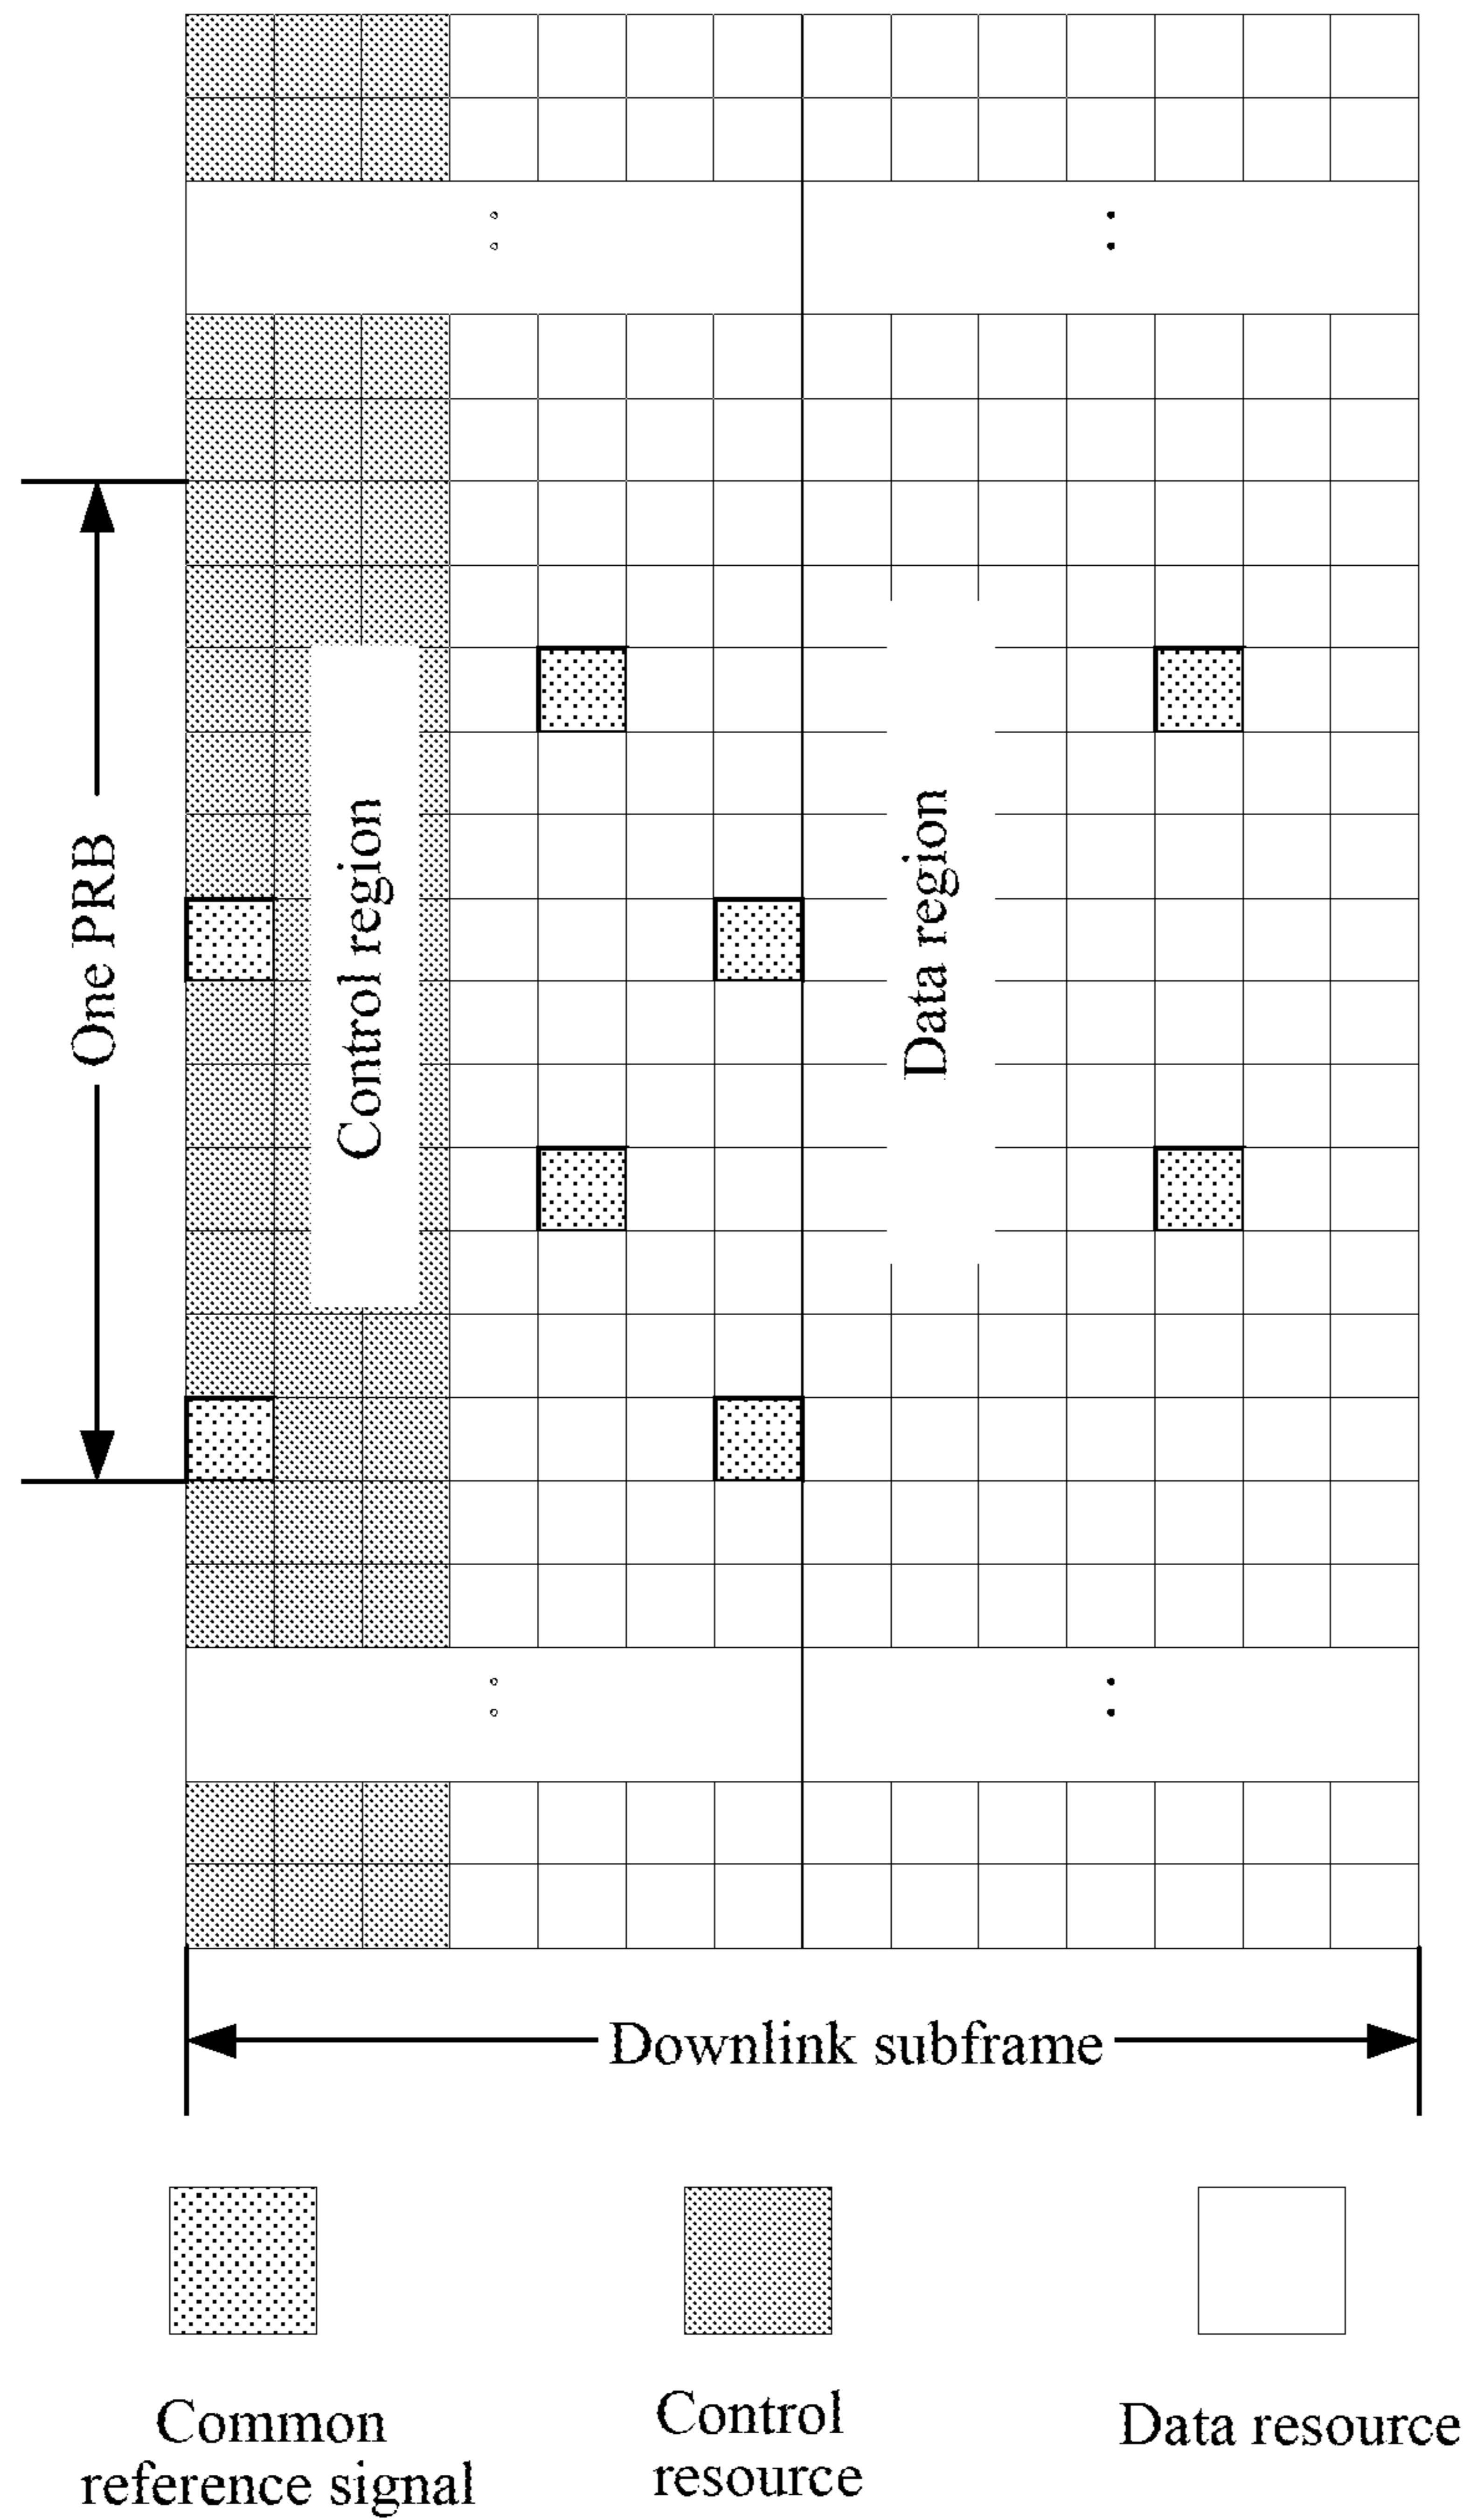 One PRB
Control region
Data region
Downlink subframe
Common
reference signal
Control
resource
Data resource